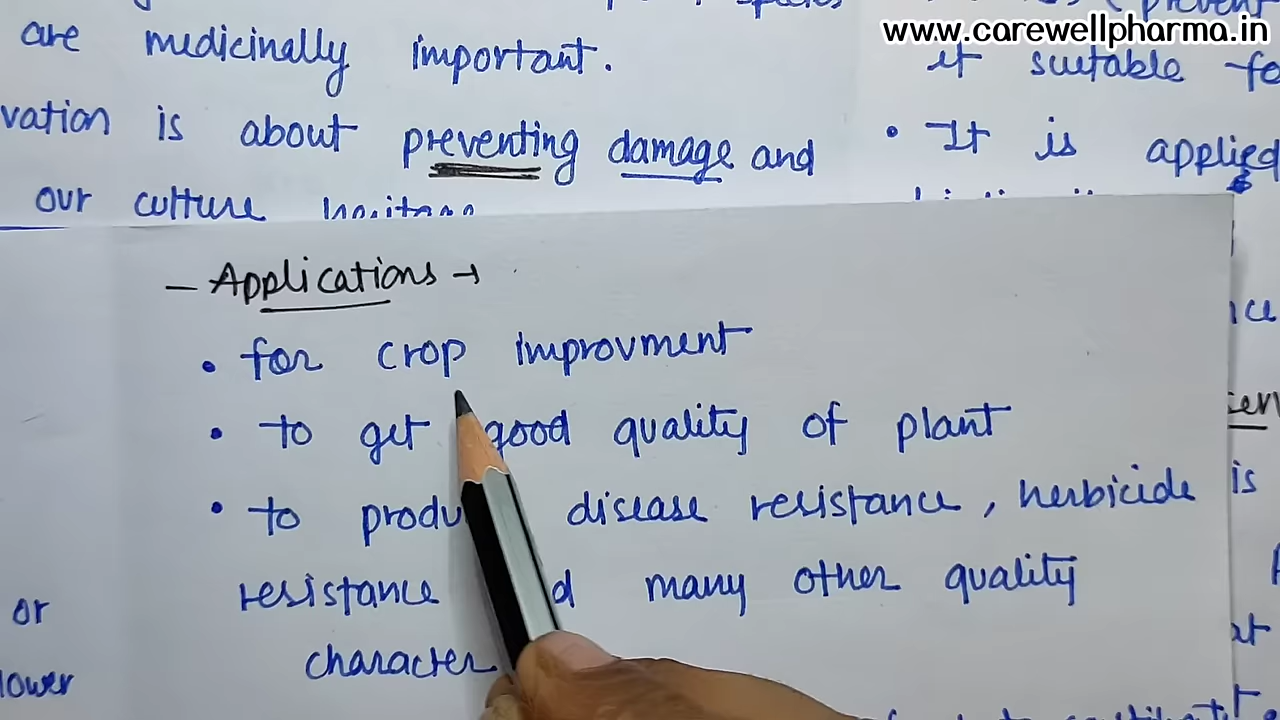 www.carewellpharma.in
are medicinally important.
it suitable
vation is about preventing damage and
• It is applied
our culture
- Applications →
• for crop improvment
• to get good quality of plant
• to disease resistance, herbicide
is
resistance many other quality
or
character
lower